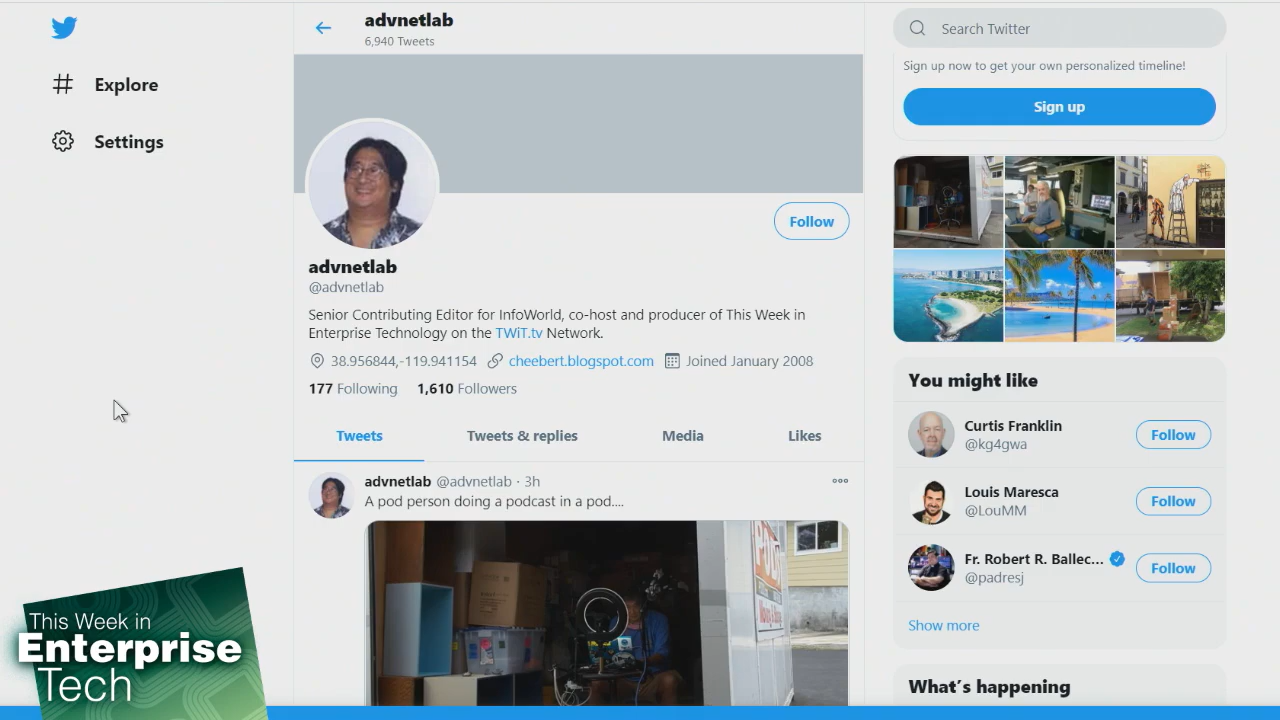 advnetlab
6,940 Tweets
Explore
Settings
Search Twitter
Sign up now to get your own personalized timeline!
Sign up
Follow
advnetlab
@advnetlab
Senior Contributing Editor for InfoWorld, co-host and producer of This Week in
Enterprise Technology on the TWiT.tv Network.
38.956844,-119.941154 cheebert.blogspot.com Joined January 2008
177 Following 1,610 Followers
Tweets Tweets & replies Media Likes
advnetlab @advnetlab · 3h
A pod person doing a podcast in a pod....
You might like
Curtis Franklin
@kg4gwa
Follow
Louis Maresca
@LouMM
Follow
Fr. Robert R. Ballec...
@padresj
Follow
Show more
What's happening
This Week in
Enterprise
Tech